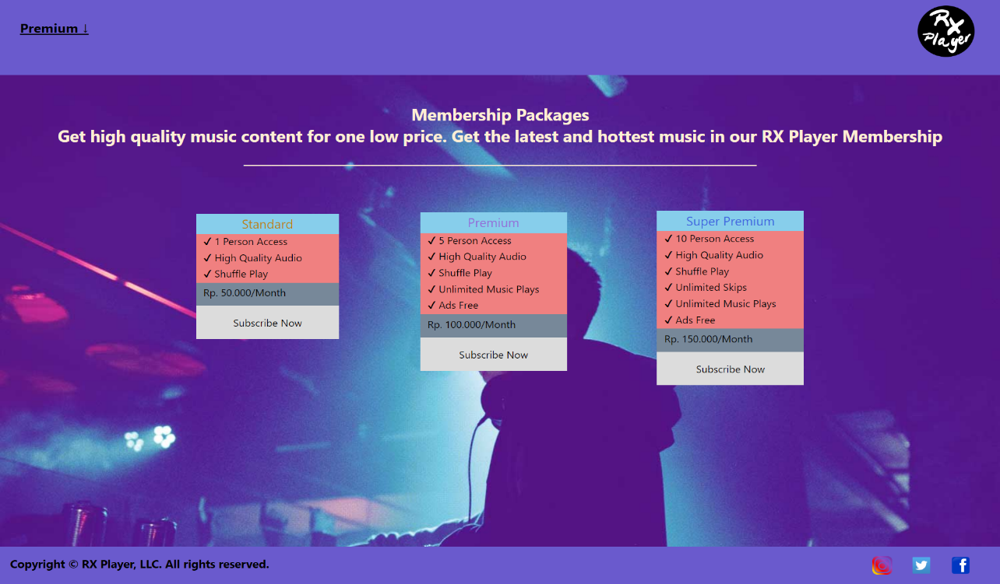 Premium ↓
RX
Player
Membership Packages
Get high quality music content for one low price. Get the latest and hottest music in our RX Player Membership
Standard
✔ 1 Person Access
✔ High Quality Audio
✔ Shuffle Play
Rp. 50.000/Month
Subscribe Now
Premium
✔ 5 Person Access
✔ High Quality Audio
✔ Shuffle Play
✔ Unlimited Music Plays
✔ Ads Free
Rp. 100.000/Month
Subscribe Now
Super Premium
✔ 10 Person Access
✔ High Quality Audio
✔ Shuffle Play
✔ Unlimited Skips
✔ Unlimited Music Plays
✔ Ads Free
Rp. 150.000/Month
Subscribe Now
Copyright © RX Player, LLC. All rights reserved.